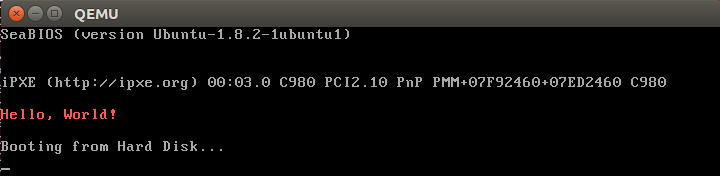 QEMU
SeaBIOS (version Ubuntu-1.8.2-1ubuntu1)
iPXE (http://ipxe.org) 00:03.0 C980 PCI2.10 PnP PMM+07F92460+07ED2460 C980
Hello, World!
Booting from Hard Disk...